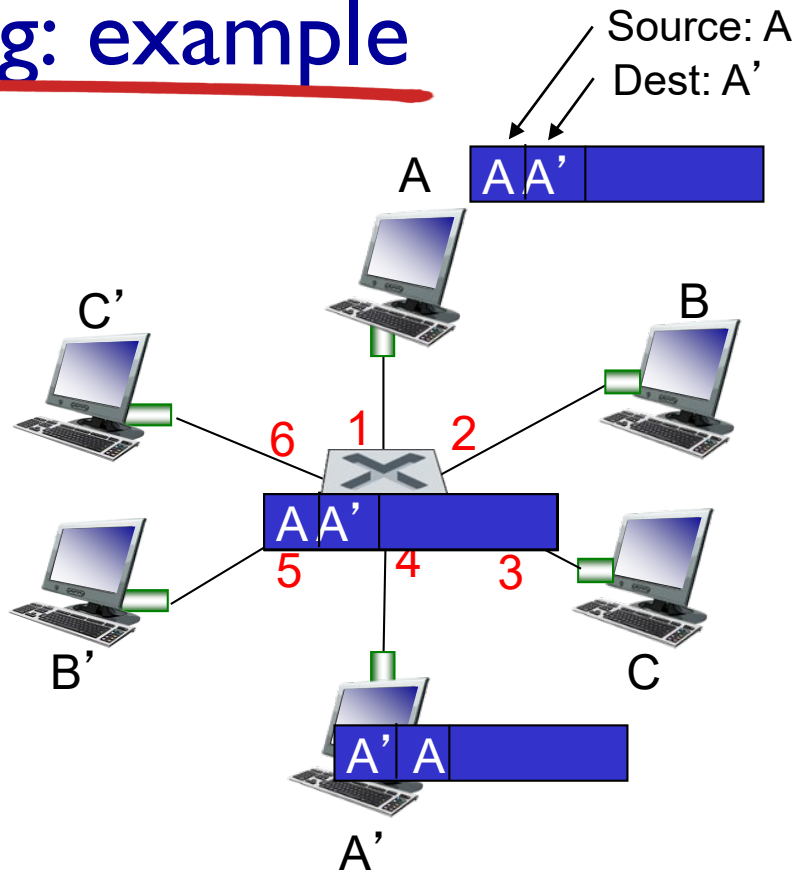 g: example
Source: A
Dest: A’
A
A A’
C’
B
6 1 2
A A’
5 4 3
B’
C
A’ A
A’